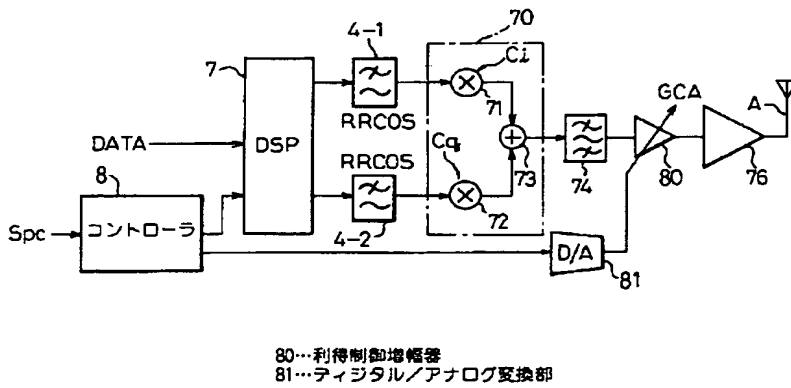 70
4-1
Ci
7
71
GCA
A
RRCOS
DATA
DSP
Cq
73
74
80
76
8
RRCOS
72
Spc
コントローラ
4-2
D/A
81
80…利得制御増幅器
81…ディジタル/アナログ変換部